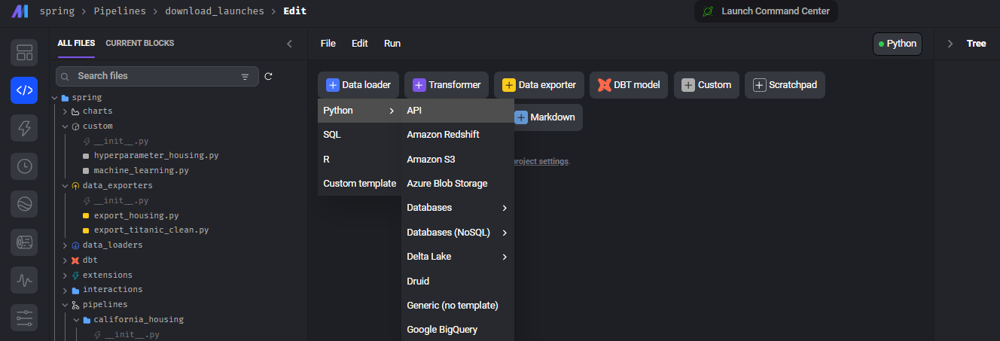 spring > Pipelines > download_launches > Edit
Launch Command Center
ALL FILES CURRENT BLOCKS
File Edit Run
Python
Tree
Search files
Data loader Transformer Data exporter DBT model Custom Scratchpad
Markdown
project settings.
Python
SQL
R
Custom template
API
Amazon Redshift
Amazon S3
Azure Blob Storage
Databases
Databases (NoSQL)
Delta Lake
Druid
Generic (no template)
Google BigQuery
spring
charts
custom
__init__.py
hyperparameter_housing.py
machine_learning.py
data_exporters
__init__.py
export_housing.py
export_titanic_clean.py
data_loaders
dbt
extensions
interactions
pipelines
california_housing
__init__.py